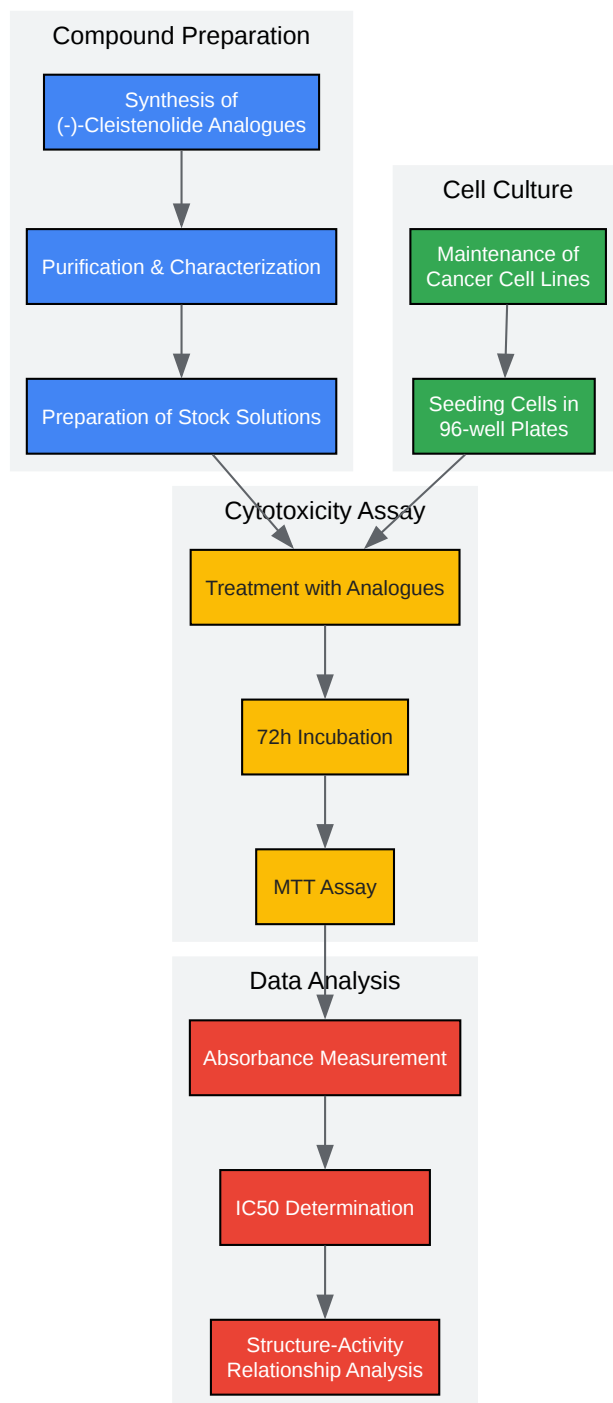 Compound Preparation
Synthesis of
(-)-Cleistenolide Analogues
Purification & Characterization
Preparation of Stock Solutions
Cell Culture
Maintenance of
Cancer Cell Lines
Seeding Cells in
96-well Plates
Cytotoxicity Assay
Treatment with Analogues
72h Incubation
MTT Assay
Data Analysis
Absorbance Measurement
IC50 Determination
Structure-Activity
Relationship Analysis